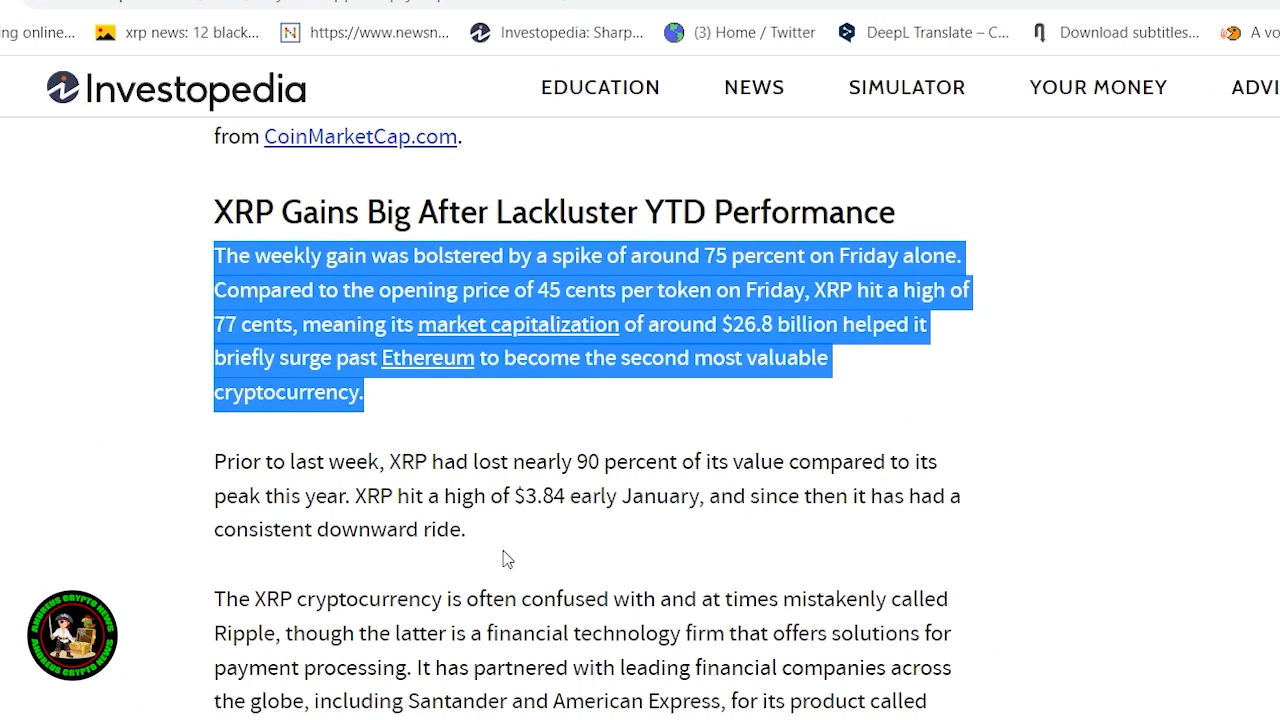 ng online...
xrp news: 12 black...
https://www.newsn...
Investopedia: Sharp...
(3) Home / Twitter
DeepL Translate – C...
Download subtitles...
A vo
Investopedia
EDUCATION
NEWS
SIMULATOR
YOUR MONEY
ADVI
from CoinMarketCap.com.
XRP Gains Big After Lackluster YTD Performance
The weekly gain was bolstered by a spike of around 75 percent on Friday alone.
Compared to the opening price of 45 cents per token on Friday, XRP hit a high of
77 cents, meaning its market capitalization of around $26.8 billion helped it
briefly surge past Ethereum to become the second most valuable
cryptocurrency.
Prior to last week, XRP had lost nearly 90 percent of its value compared to its
peak this year. XRP hit a high of $3.84 early January, and since then it has had a
consistent downward ride.
The XRP cryptocurrency is often confused with and at times mistakenly called
Ripple, though the latter is a financial technology firm that offers solutions for
payment processing. It has partnered with leading financial companies across
the globe, including Santander and American Express, for its product called
ANDREUS CRYPTO NEWS
ANDREUS CRYPTO NEWS